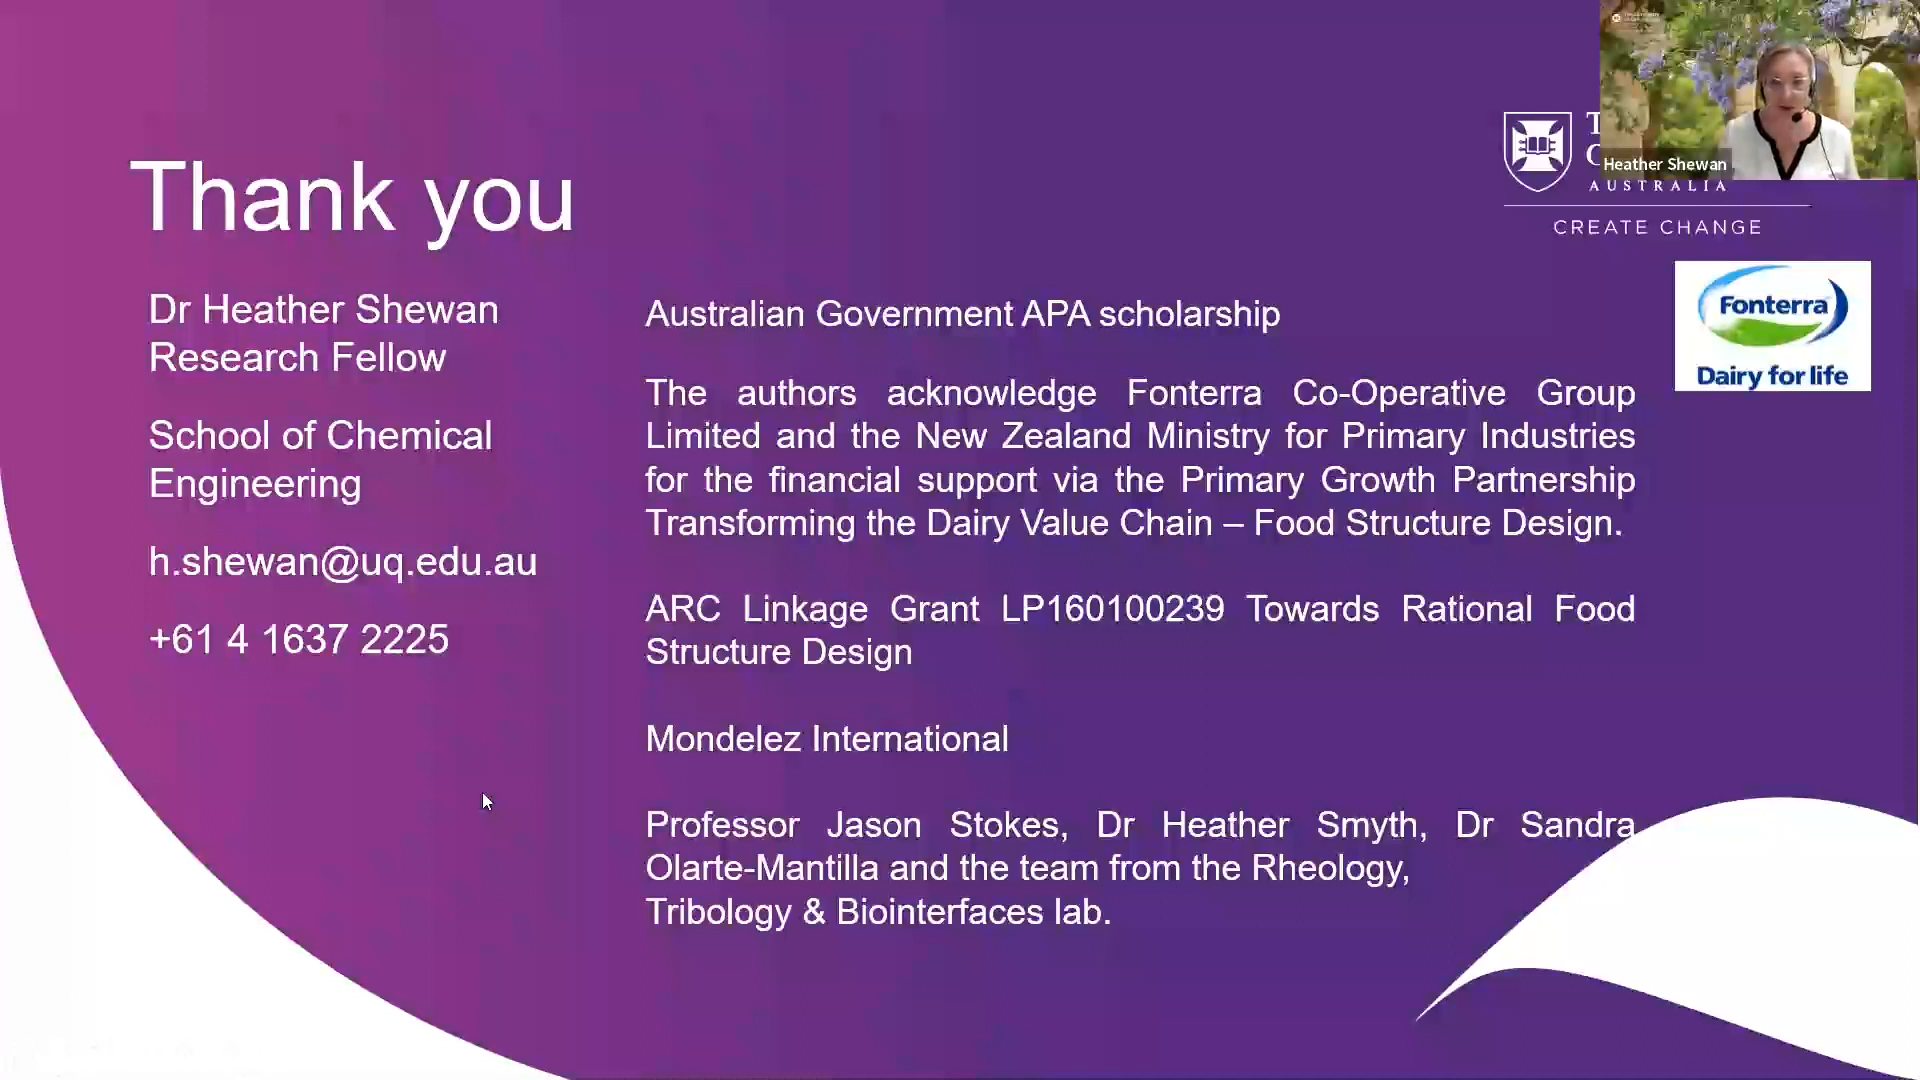 Thank you
Dr Heather Shewan
Research Fellow
School of Chemical
Engineering
h.shewan@uq.edu.au
+61 4 1637 2225
Australian Government APA scholarship
The authors acknowledge Fonterra Co-Operative Group
Limited and the New Zealand Ministry for Primary Industries
for the financial support via the Primary Growth Partnership
Transforming the Dairy Value Chain – Food Structure Design.
ARC Linkage Grant LP160100239 Towards Rational Food
Structure Design
Mondelez International
Professor Jason Stokes, Dr Heather Smyth, Dr Sandra
Olarte-Mantilla and the team from the Rheology,
Tribology & Biointerfaces lab.
Heather Shewan
AUSTRALIA
CREATE CHANGE
Fonterra
Dairy for life